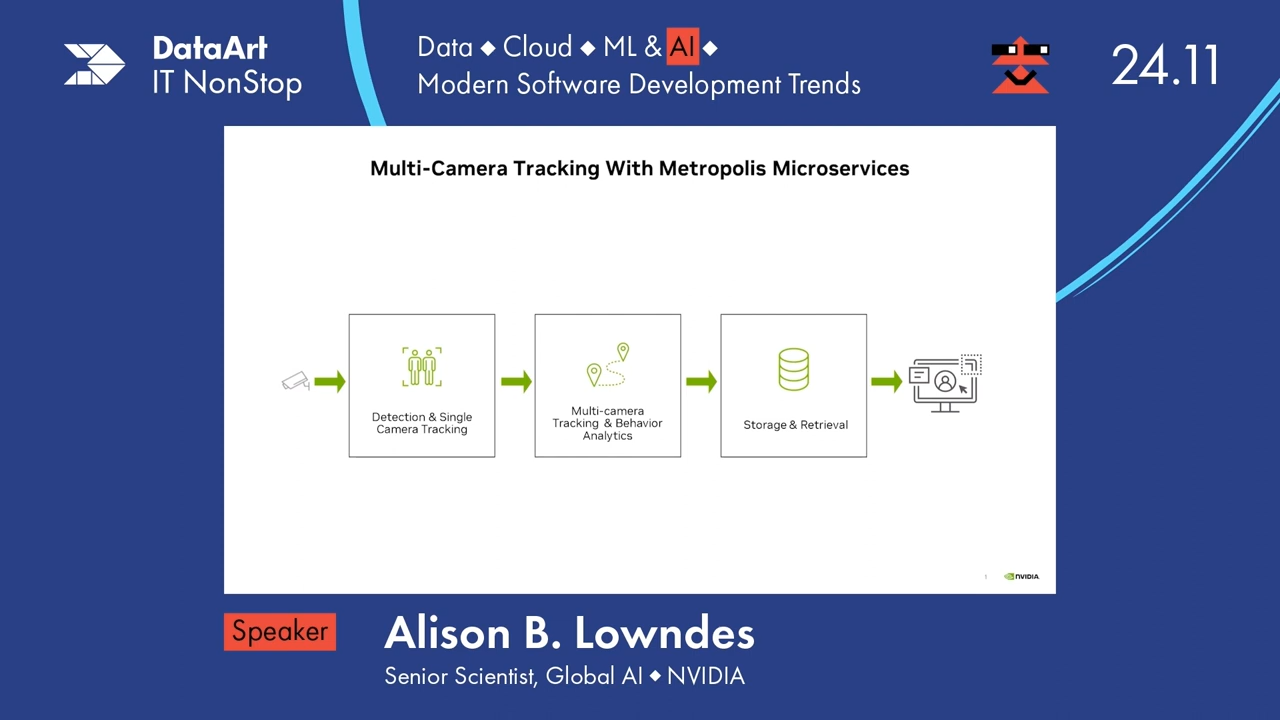 DataArt
IT NonStop
Data ◆ Cloud ◆ ML & AI ◆
Modern Software Development Trends
24.11
Multi-Camera Tracking With Metropolis Microservices
Detection & Single
Camera Tracking
Multi-camera
Tracking & Behavior
Analytics
Storage & Retrieval
1
NVIDIA
Speaker
Alison B. Lowndes
Senior Scientist, Global AI ◆ NVIDIA